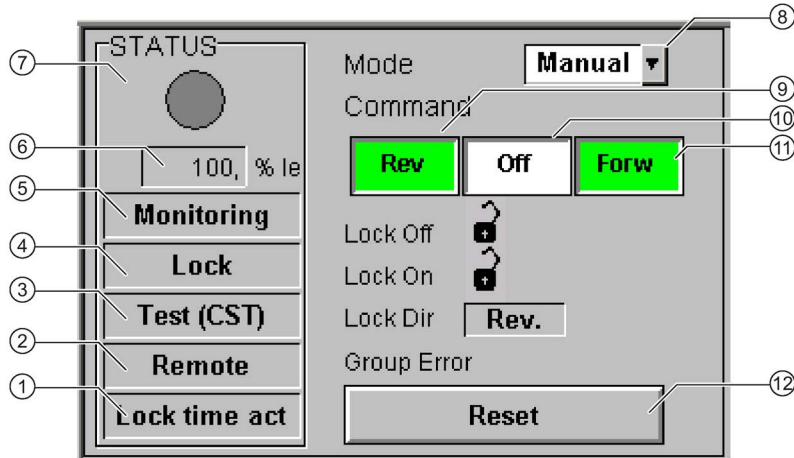 STATUS
100, % le
Monitoring
Lock
Test (CST)
Remote
Lock time act
Mode Manual
Command
Rev Off Forw
Lock Off
Lock On
Lock Dir Rev.
Group Error
Reset
7
6
5
4
3
2
1
8
9
10
11
12